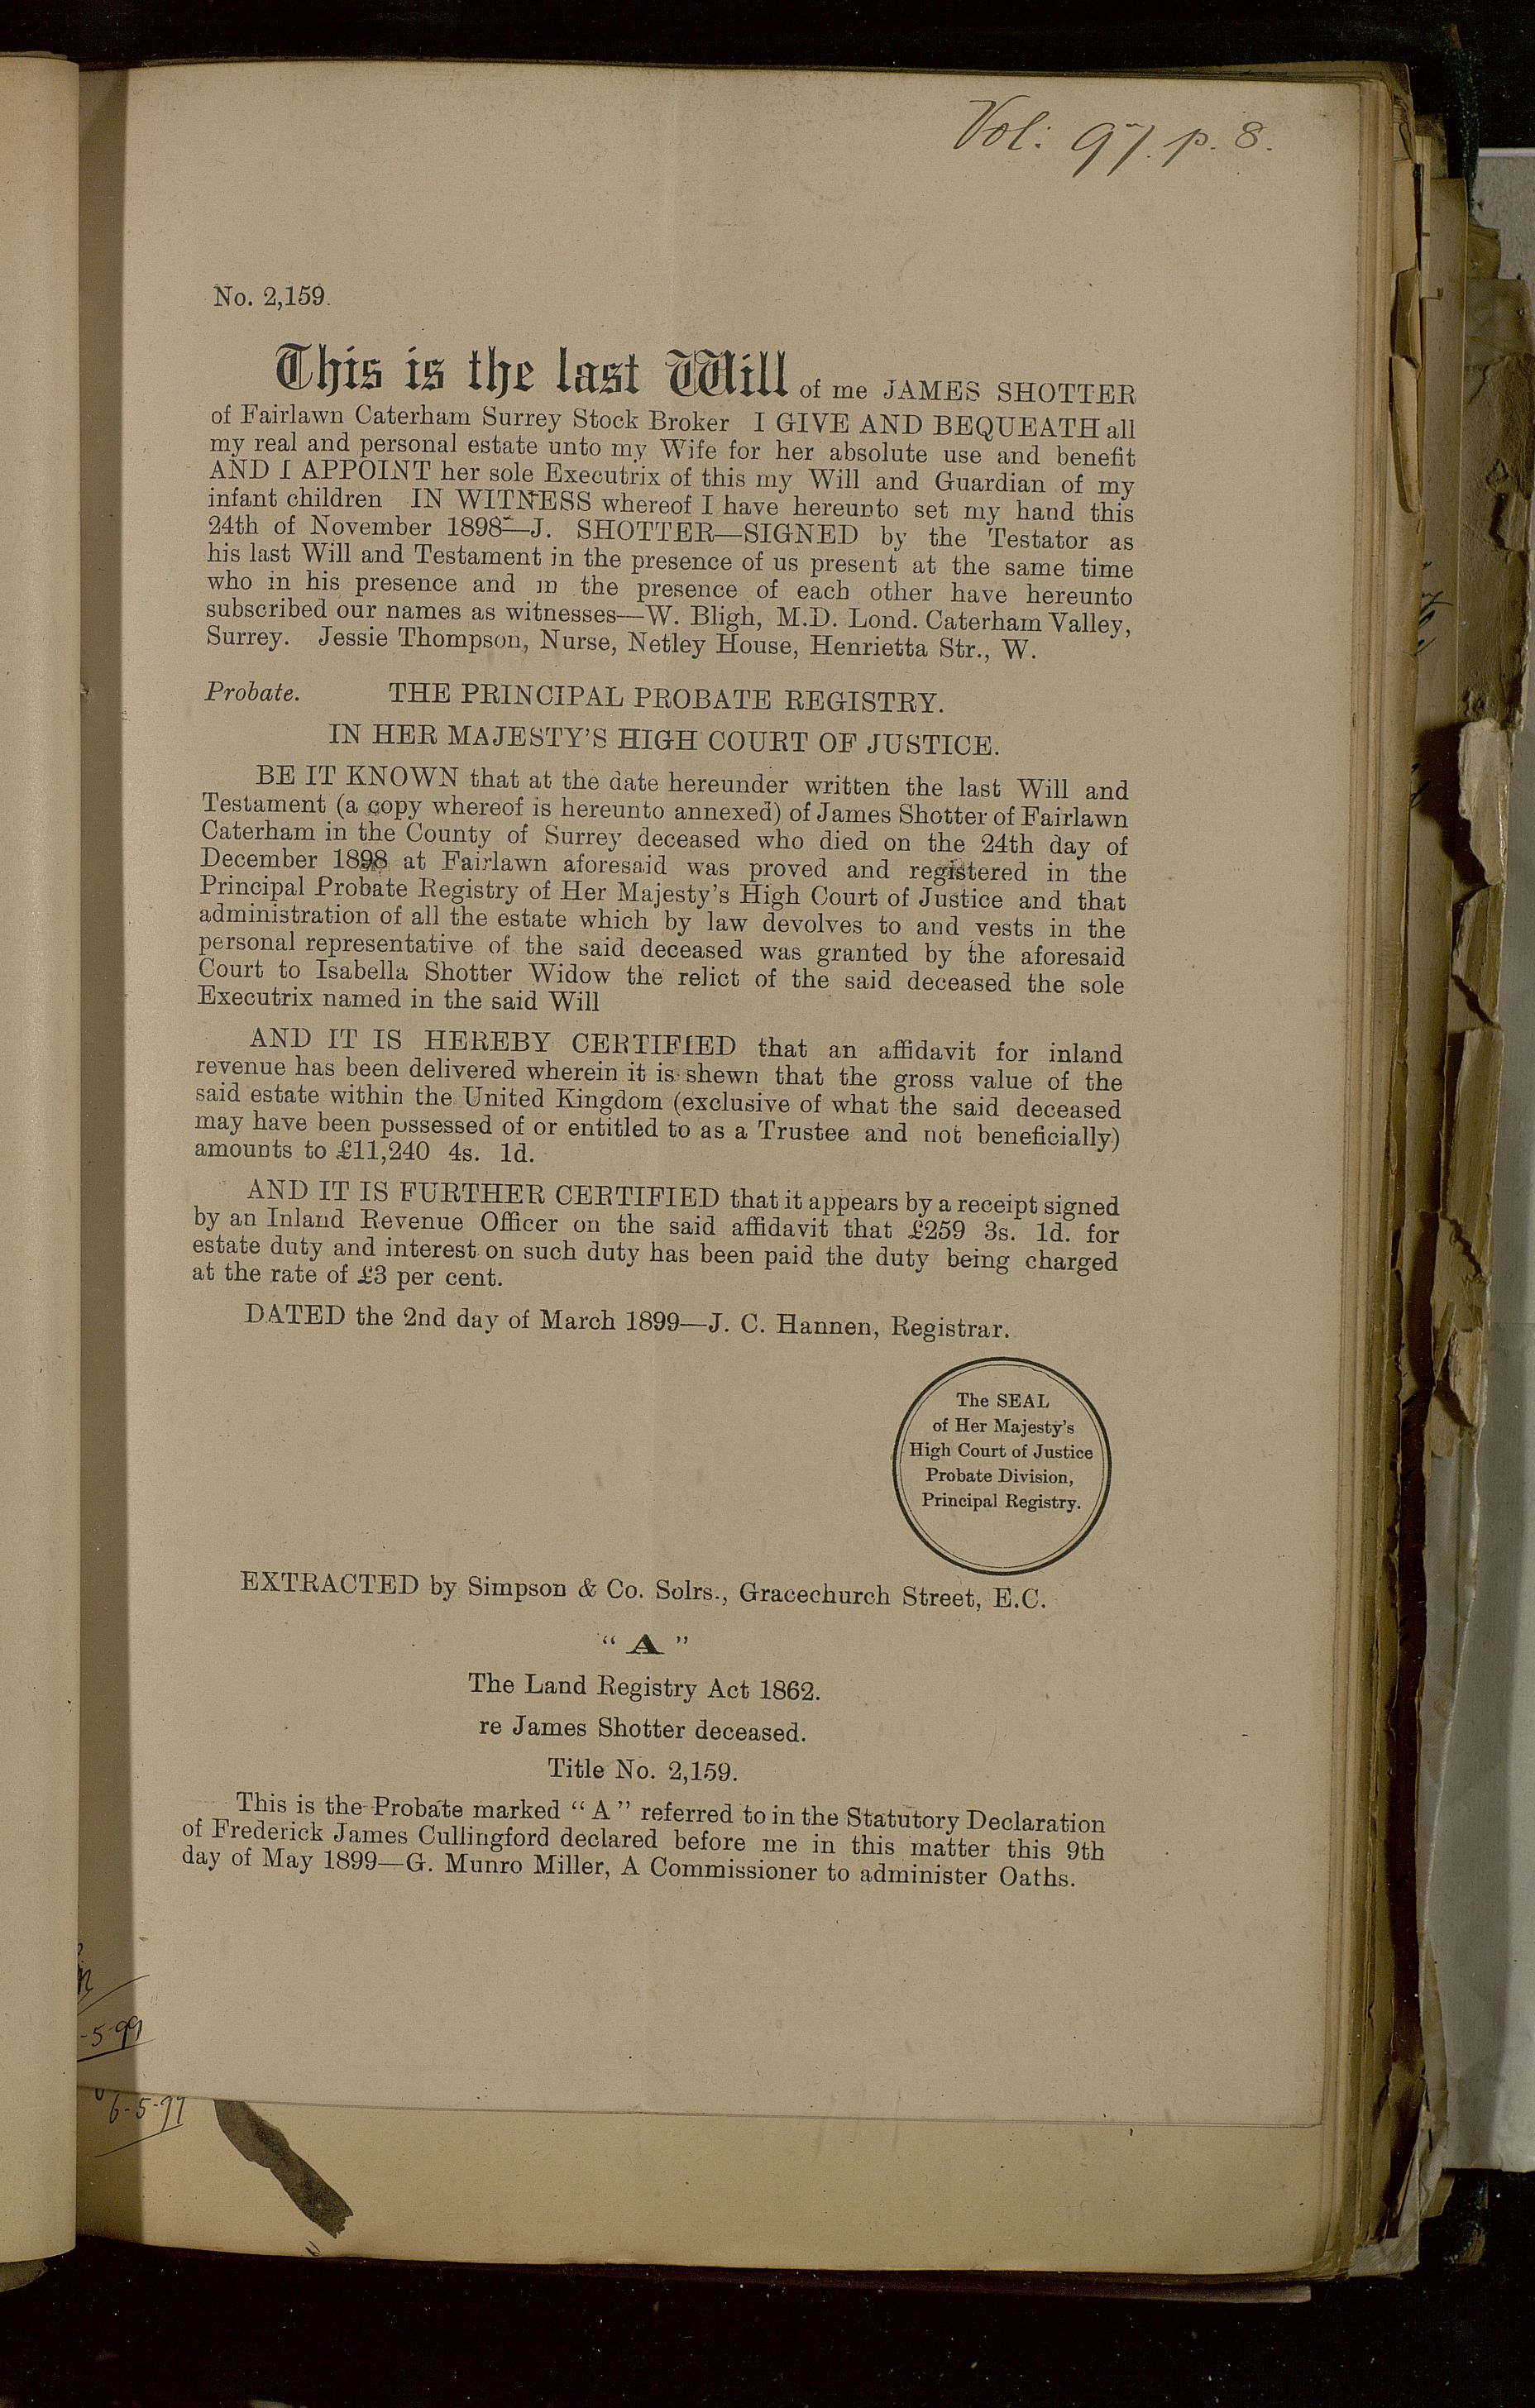 Vol: 97. p. 8.
No. 2,159.
This is the last Will of me JAMES SHOTTER
of Fairlawn Caterham Surrey Stock Broker I GIVE AND BEQUEATH all
my real and personal estate unto my Wife for her absolute use and benefit
AND I APPOINT her sole Executrix of this my Will and Guardian of my
infant children IN WITNESS whereof I have hereunto set my hand this
24th of November 1898—J. SHOTTER—SIGNED by the Testator as
his last Will and Testament in the presence of us present at the same time
who in his presence and in the presence of each other have hereunto
subscribed our names as witnesses—W. Bligh, M.D. Lond. Caterham Valley,
Surrey. Jessie Thompson, Nurse, Netley House, Henrietta Str., W.
Probate. THE PRINCIPAL PROBATE REGISTRY.
IN HER MAJESTY'S HIGH COURT OF JUSTICE.
BE IT KNOWN that at the date hereunder written the last Will and
Testament (a copy whereof is hereunto annexed) of James Shotter of Fairlawn
Caterham in the County of Surrey deceased who died on the 24th day of
December 1898 at Fairlawn aforesaid was proved and registered in the
Principal Probate Registry of Her Majesty's High Court of Justice and that
administration of all the estate which by law devolves to and vests in the
personal representative of the said deceased was granted by the aforesaid
Court to Isabella Shotter Widow the relict of the said deceased the sole
Executrix named in the said Will
AND IT IS HEREBY CERTIFIED that an affidavit for inland
revenue has been delivered wherein it is shewn that the gross value of the
said estate within the United Kingdom (exclusive of what the said deceased
may have been possessed of or entitled to as a Trustee and not beneficially)
amounts to £11,240 4s. 1d.
AND IT IS FURTHER CERTIFIED that it appears by a receipt signed
by an Inland Revenue Officer on the said affidavit that £259 3s. 1d. for
estate duty and interest on such duty has been paid the duty being charged
at the rate of £3 per cent.
DATED the 2nd day of March 1899—J. C. Hannen, Registrar.
The SEAL
of Her Majesty's
High Court of Justice
Probate Division,
Principal Registry.
EXTRACTED by Simpson & Co. Solrs., Gracechurch Street, E.C.
" A "
The Land Registry Act 1862.
re James Shotter deceased.
Title No. 2,159.
This is the Probate marked " A " referred to in the Statutory Declaration
of Frederick James Cullingford declared before me in this matter this 9th
day of May 1899—G. Munro Miller, A Commissioner to administer Oaths.
-5-99
6-5-99